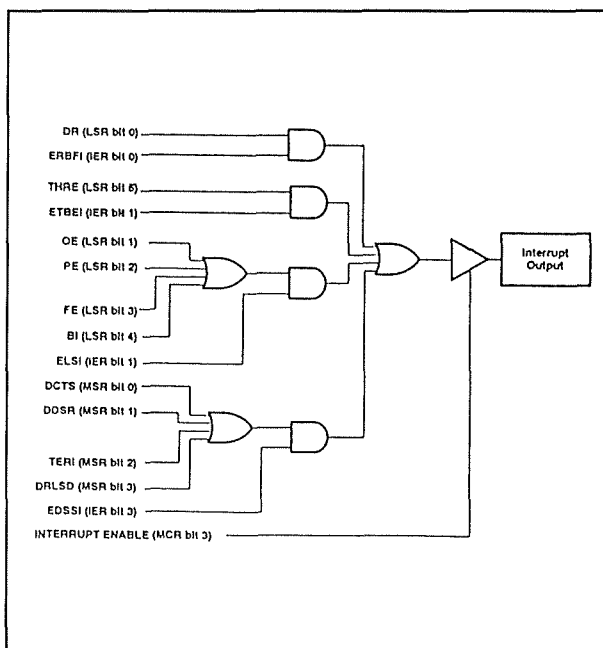 DR (LSR bit 0)
ERBFI (IER bit 0)
THRE (LSR bit 5)
ETBEI (IER bit 1)
OE (LSR bit 1)
PE (LSR bit 2)
FE (LSR bit 3)
BI (LSR bit 4)
ELSI (IER bit 1)
DCTS (MSR bit 0)
DDSR (MSR bit 1)
TERI (MSR bit 2)
DRLSD (MSR bit 3)
EDSSI (IER bit 3)
INTERRUPT ENABLE (MCR bit 3)
Interrupt
Output